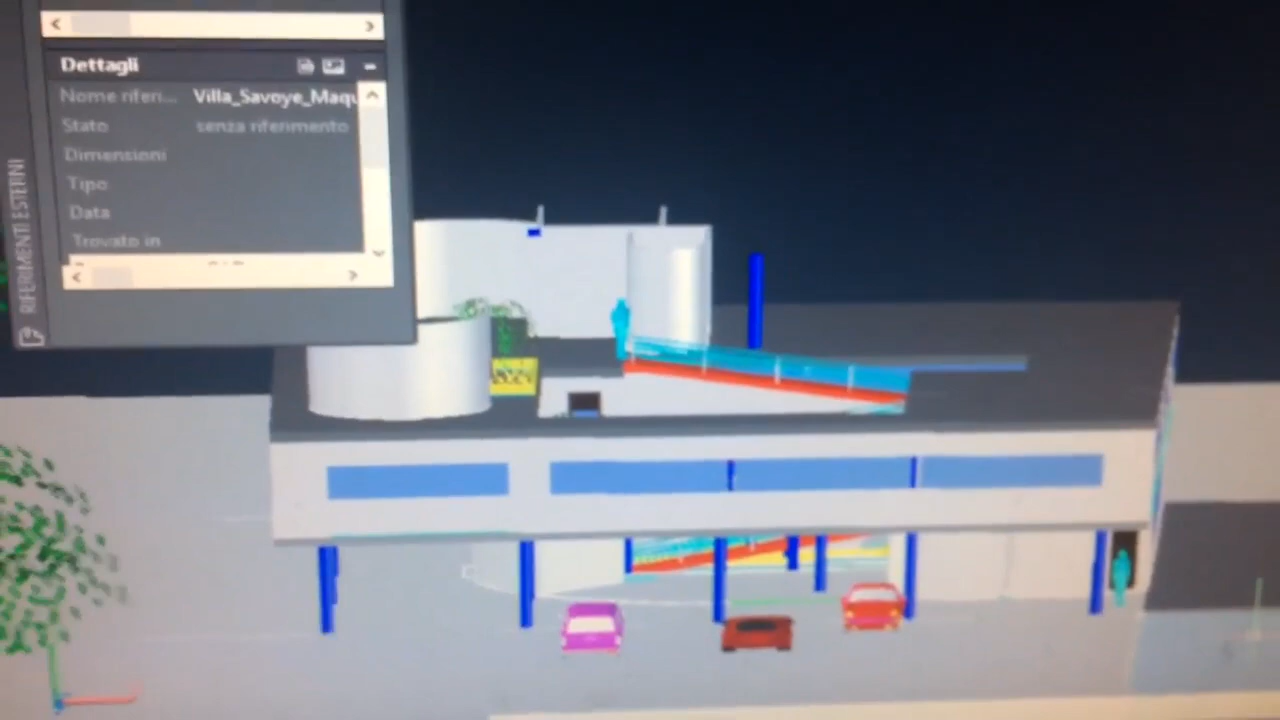 Dettagli
Nome riferi... Villa_Savoye_Maqu
Stato senza riferimento
Dimensioni
Tipo
Data
Trovato in
RIFERIMENTI ESTERNI